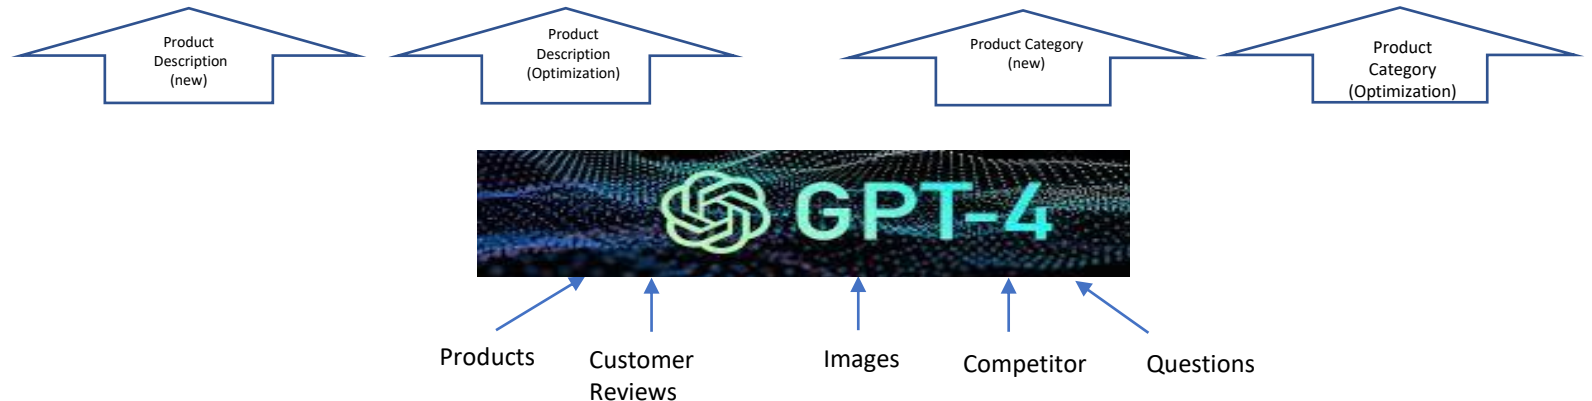 Product
Description
(new)
Product
Description
(Optimization)
Product Category
(new)
Product
Category
(Optimization)
GPT-4
Products
Customer
Reviews
Images
Competitor
Questions